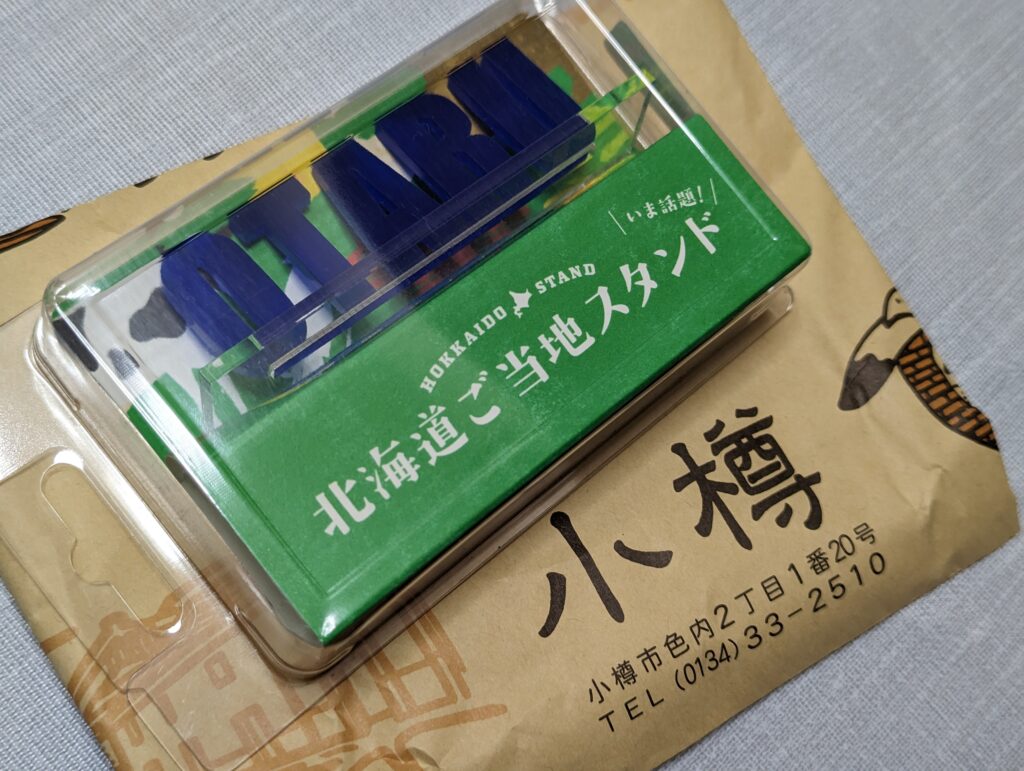 OTARU
いま話題!
HOKKAIDO STAND
北海道ご当地スタンド
小樽
小樽市色内2丁目1番20号
TEL (0134) 33-2510